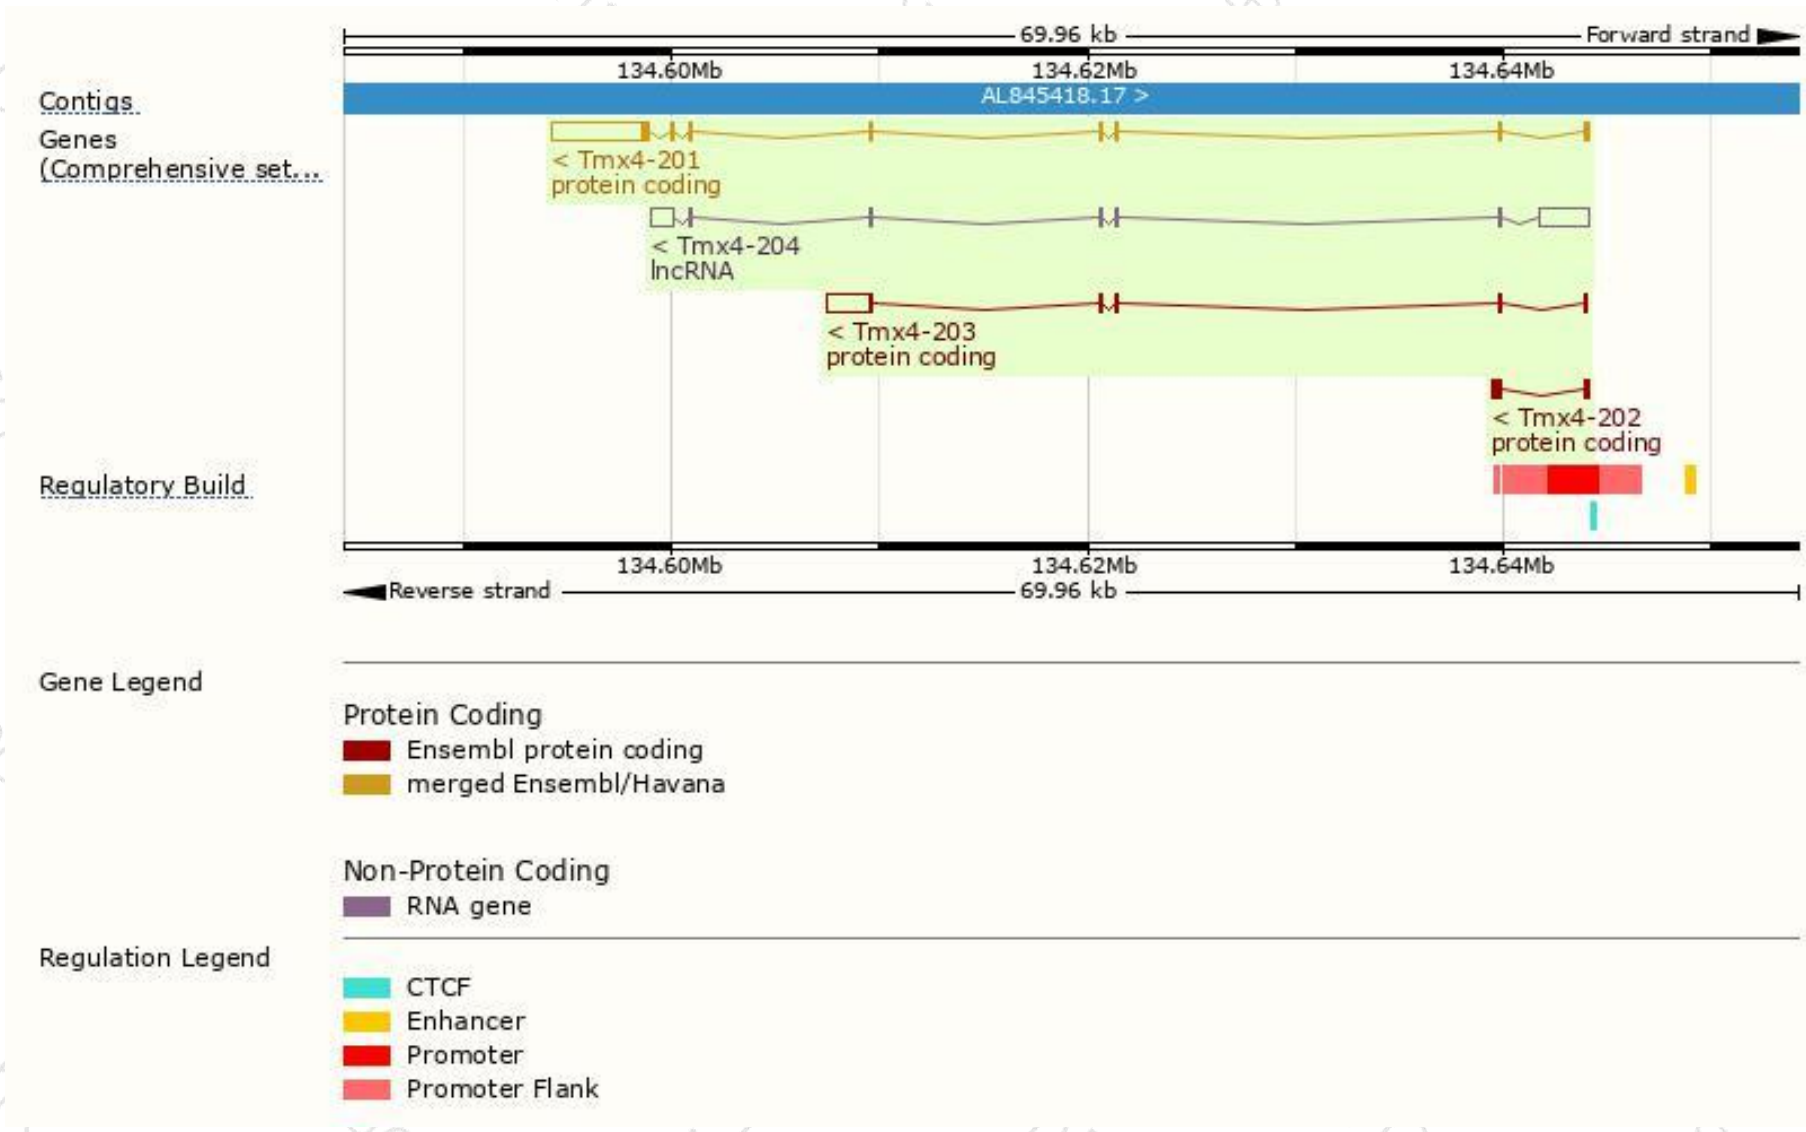 69.96 kb
Forward strand
134.60Mb 134.62Mb 134.64Mb
Contigs
AL845418.17 >
Genes
(Comprehensive set...
< Tmx4-201
protein coding
< Tmx4-204
lncRNA
< Tmx4-203
protein coding
< Tmx4-202
protein coding
Regulatory Build
134.60Mb 134.62Mb 134.64Mb
Reverse strand
69.96 kb
Gene Legend
Protein Coding
Ensembl protein coding
merged Ensembl/Havana
Non-Protein Coding
RNA gene
Regulation Legend
CTCF
Enhancer
Promoter
Promoter Flank